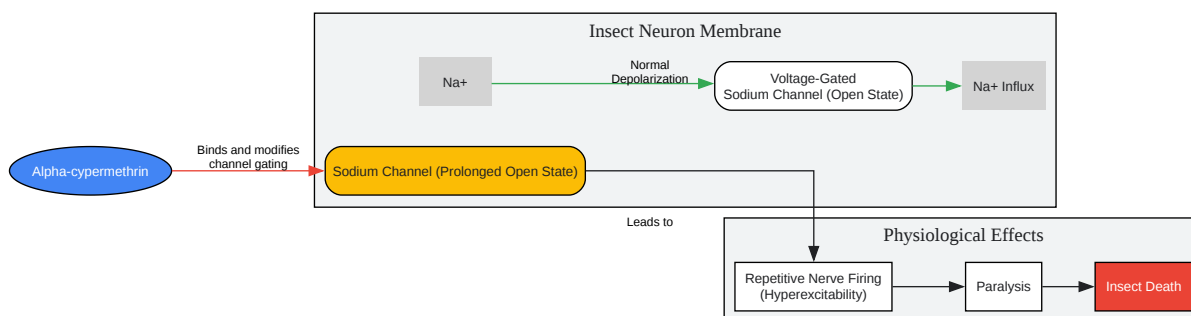 Insect Neuron Membrane
Na+
Normal
Depolarization
Voltage-Gated
Sodium Channel (Open State)
Na+ Influx
Alpha-cypermethrin
Binds and modifies
channel gating
Sodium Channel (Prolonged Open State)
Leads to
Physiological Effects
Repetitive Nerve Firing
(Hyperexcitability)
Paralysis
Insect Death